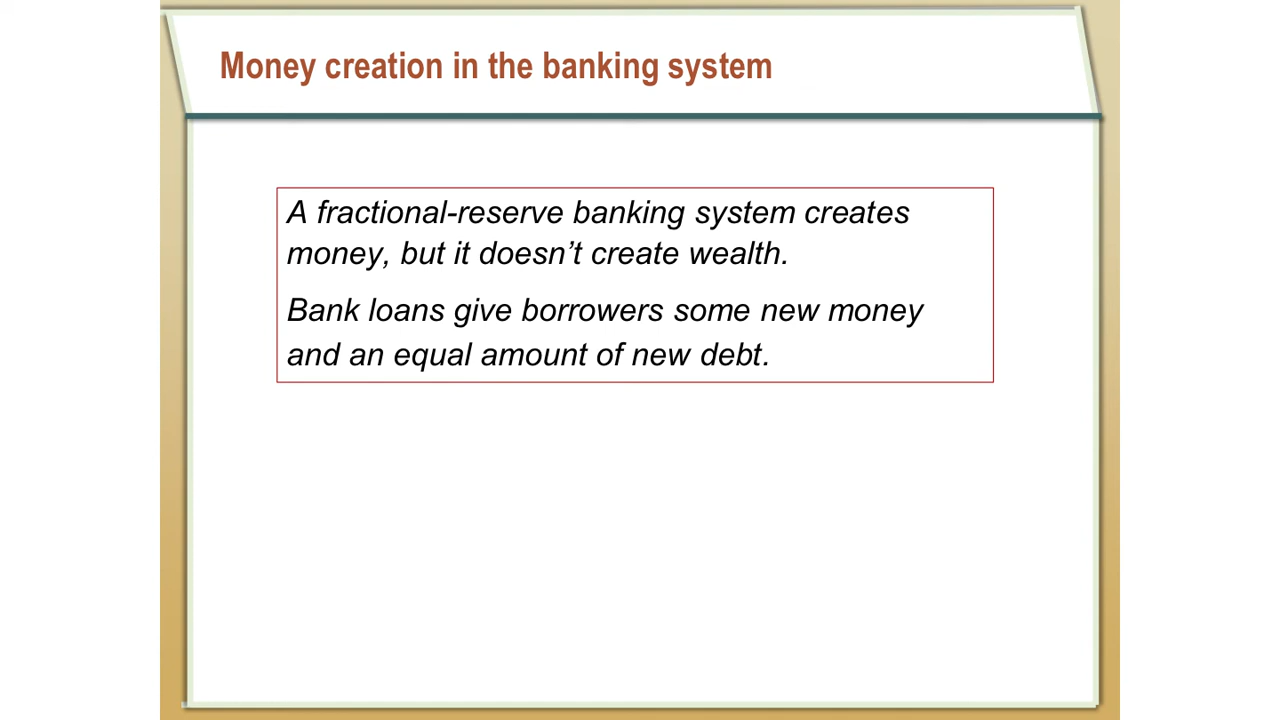 Money creation in the banking system
A fractional-reserve banking system creates
money, but it doesn’t create wealth.
Bank loans give borrowers some new money
and an equal amount of new debt.